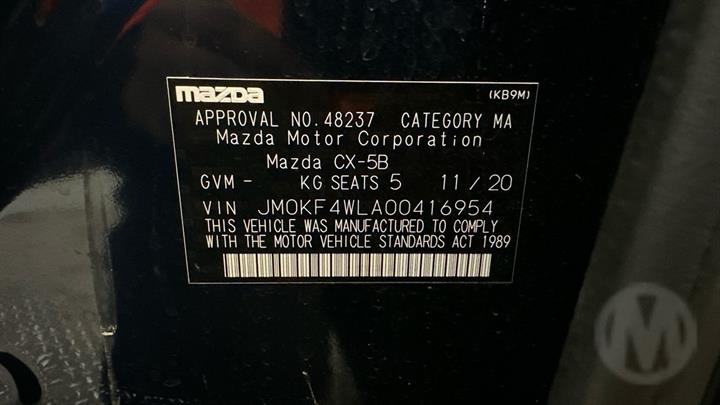 mazda (KB9M)
APPROVAL NO.48237 CATEGORY MA
Mazda Motor Corporation
Mazda CX-5B
GVM - KG SEATS 5 11/20
VIN JM0KF4WLA00416954
THIS VEHICLE WAS MANUFACTURED TO COMPLY
WITH THE MOTOR VEHICLE STANDARDS ACT 1989
M